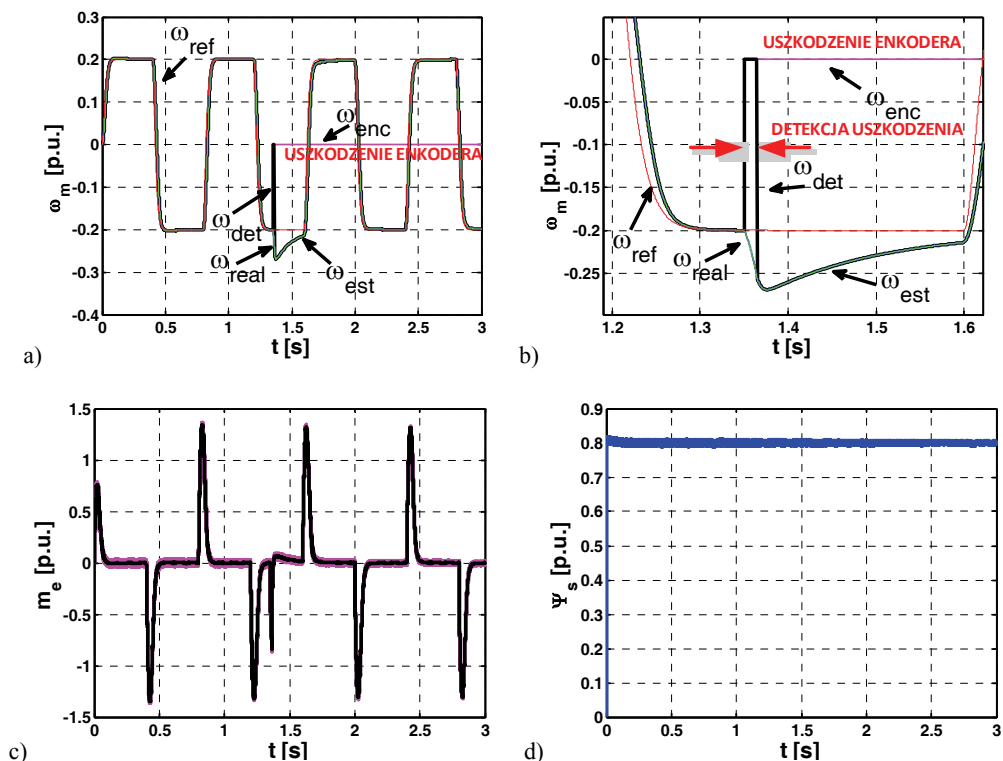 0.3
0.2
0.1
0
-0.1
-0.2
-0.3
-0.4
ω_m [p.u.]
ω_ref
ω_enc
USZKODZENIE ENKODERA
ω_det
ω_real
ω_est
0 0.5 1 1.5 2 2.5 3
t [s]
a)
0
-0.05
-0.1
-0.15
-0.2
-0.25
ω_m [p.u.]
USZKODZENIE ENKODERA
ω_enc
DETEKCJA USZKODZENIA
ω_det
ω_ref
ω_real
ω_est
1.2 1.3 1.4 1.5 1.6
t [s]
b)
1.5
1
0.5
0
-0.5
-1
-1.5
m_e [p.u.]
0 0.5 1 1.5 2 2.5 3
t [s]
c)
0.9
0.8
0.7
0.6
0.5
0.4
0.3
0.2
0.1
0
Ψ_s [p.u.]
0 0.5 1 1.5 2 2.5 3
t [s]
d)